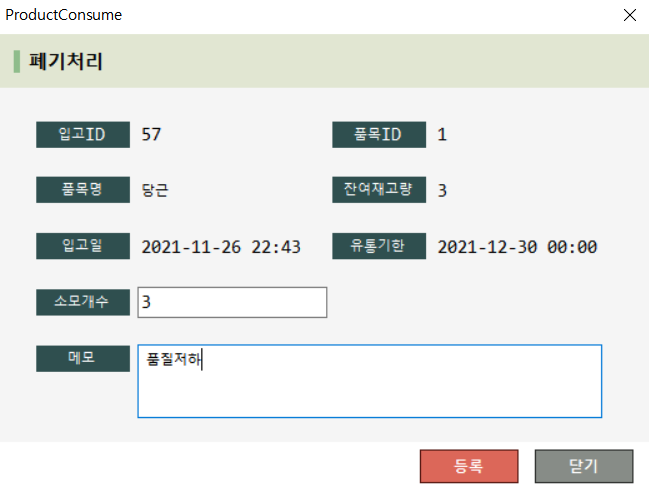 ProductConsume
폐기처리
입고ID 57 품목ID 1
품목명 당근 잔여재고량 3
입고일 2021-11-26 22:43 유통기한 2021-12-30 00:00
소모개수 3
메모 품질저하
등록 닫기